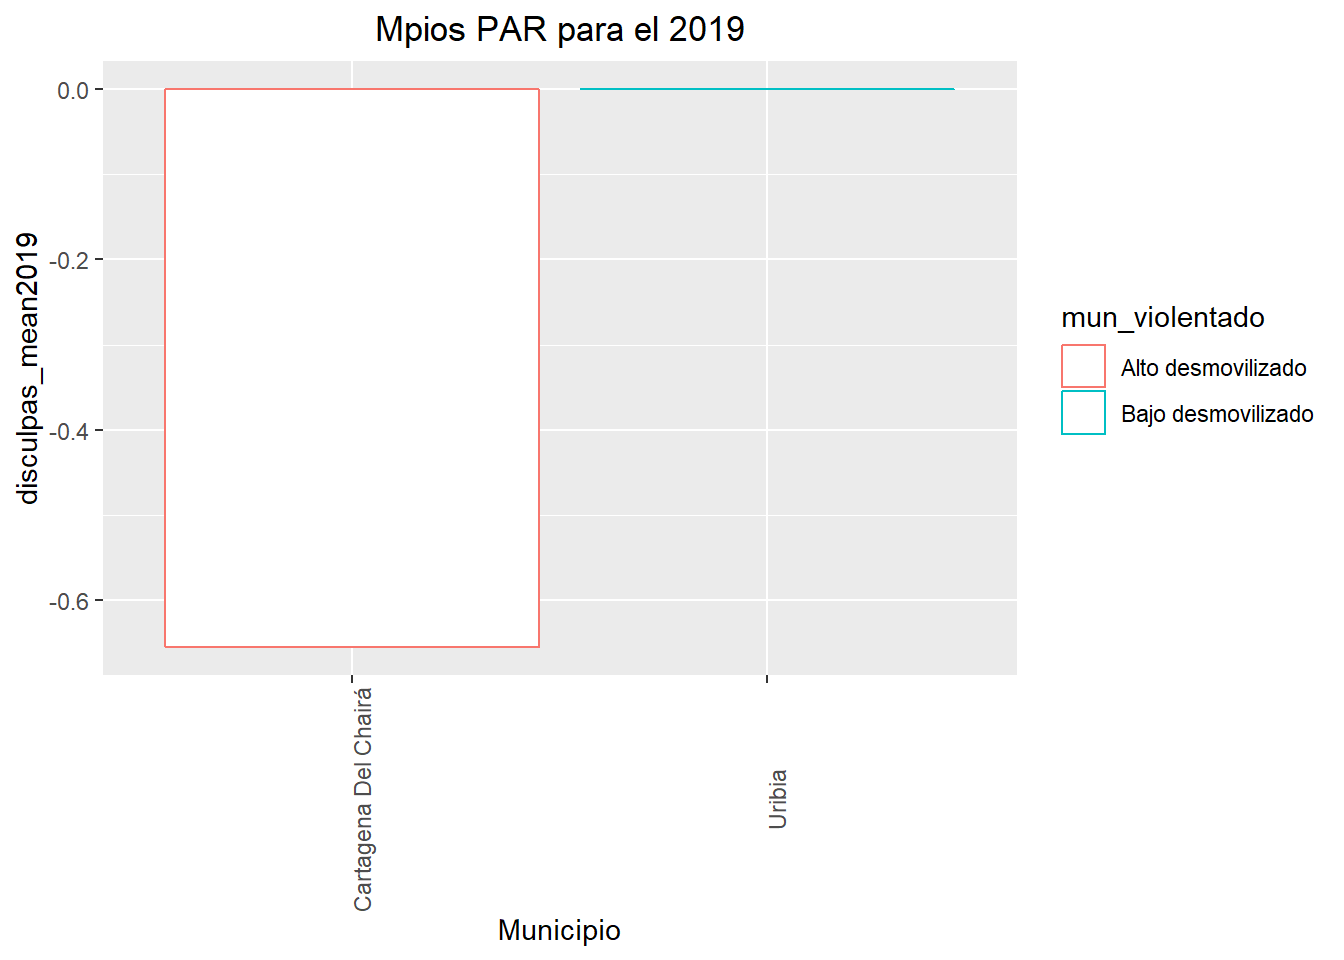 Mpios PAR para el 2019
disculpas_mean2019
0.0
-0.2
-0.4
-0.6
Cartagena Del Chairá
Uribia
Municipio
mun_violentado
Alto desmovilizado
Bajo desmovilizado